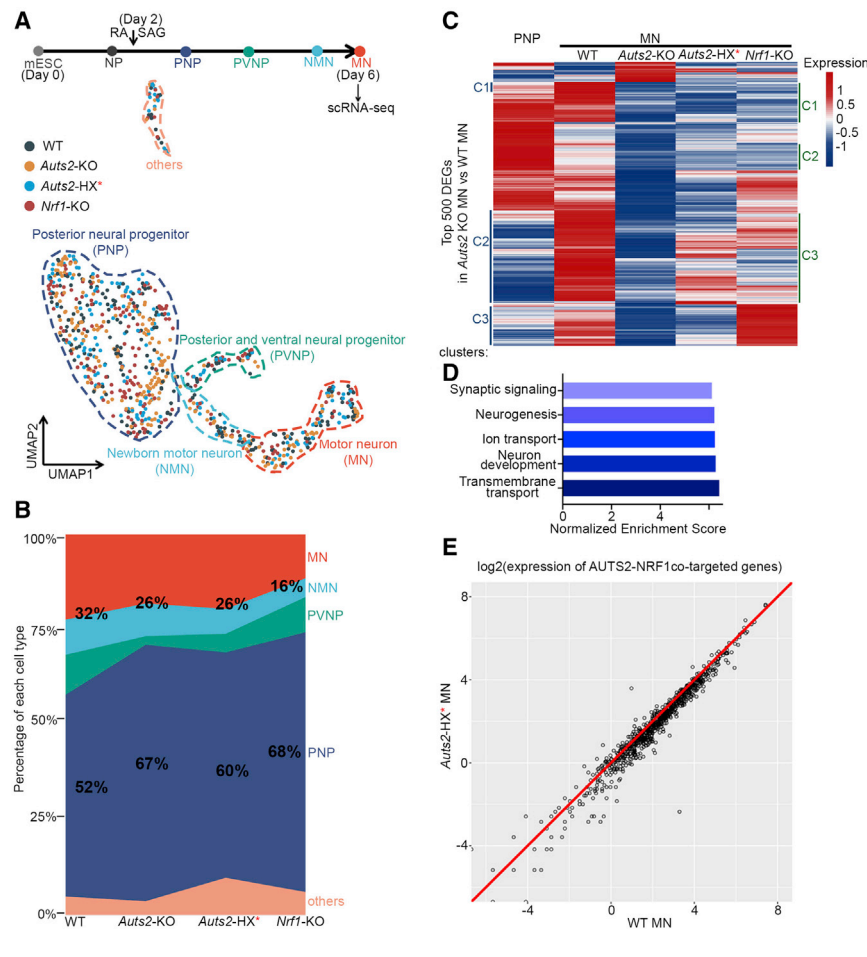 A
(Day 2)
RA SAG
mESC NP PNP PVNP NMN MN
(Day 0) (Day 6)
scRNA-seq
others
WT
Auts2-KO
Auts2-HX*
Nrf1-KO
Posterior neural progenitor
(PNP)
Posterior and ventral neural progenitor
(PVNP)
Newborn motor neuron
(NMN)
Motor neuron
(MN)
UMAP2
UMAP1
B
Percentage of each cell type
100%
75%
50%
25%
0%
MN
NMN
PVNP
PNP
others
32% 26% 26% 16%
52% 67% 60% 68%
WT Auts2-KO Auts2-HX* Nrf1-KO
C
PNP MN
WT Auts2-KO Auts2-HX* Nrf1-KO
Expression
1
0.5
0
-0.5
-1
Top 500 DEGs
in Auts2 KO MN vs WT MN
C1
C2
C3
C1
C2
C3
clusters:
D
Synaptic signaling
Neurogenesis
Ion transport
Neuron
development
Transmembrane
transport
0 2 4 6
Normalized Enrichment Score
E
log2(expression of AUTS2-NRF1co-targeted genes)
Auts2-HX* MN
8
4
0
-4
-4 0 4 8
WT MN